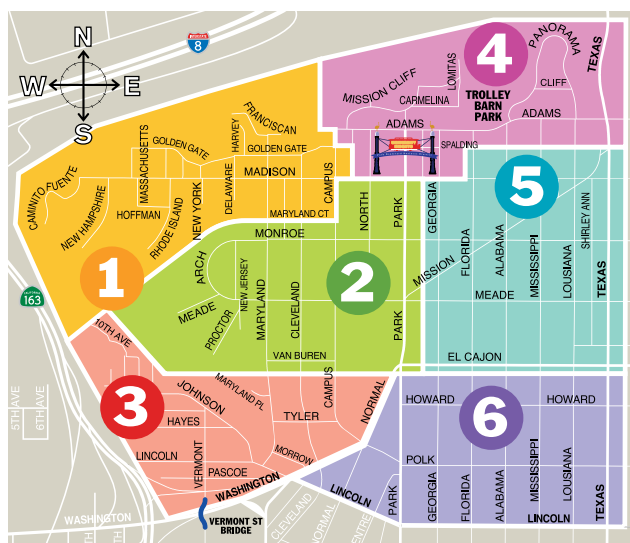 N
W
E
S
INTERSTATE
8
4
PANORAMA
TEXAS
LOMITAS
MISSION CLIFF
CARMELINA
TROLLEY
BARN
PARK
CLIFF
ADAMS
ADAMS
SPALDING
FRANCISCAN
HARVEY
GOLDEN GATE
GOLDEN GATE
MASSACHUSETTS
MADISON
CAMPUS
CAMINITO FUENTE
NEW HAMPSHIRE
HOFFMAN
RHODE ISLAND
NEW YORK
DELAWARE
MARYLAND CT
1
MONROE
NORTH
PARK
GEORGIA
5
FLORIDA
ALABAMA
MISSISSIPPI
LOUSIANA
SHIRLEY ANN
TEXAS
ARCH
MEADE
PROCTOR
NEW JERSEY
MARYLAND
CLEVELAND
2
MISSION
MEADE
PARK
VAN BUREN
EL CAJON
CALIFORNIA
163
5TH AVE
6TH AVE
10TH AVE
3
JOHNSON
MARYLAND PL
CAMPUS
NORMAL
HAYES
TYLER
LINCOLN
VERMONT
PASCOE
MORROW
WASHINGTON
WASHINGTON
VERMONT ST
BRIDGE
CLEVELAND
NORMAL
CENTRE
HOWARD
6
HOWARD
POLK
LINCOLN
PARK
GEORGIA
FLORIDA
ALABAMA
MISSISSIPPI
LOUSIANA
TEXAS
LINCOLN